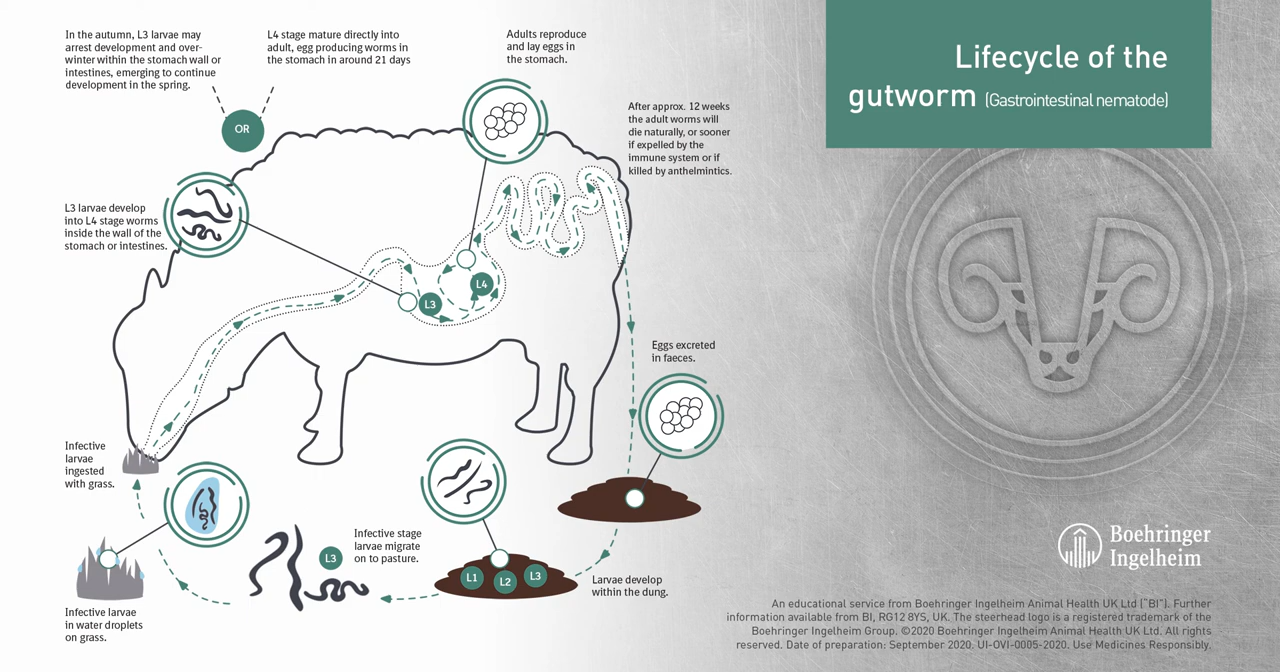 Lifecycle of the
gutworm (Gastrointestinal nematode)
In the autumn, L3 larvae may
arrest development and over-
winter within the stomach wall or
intestines, emerging to continue
development in the spring.
OR
L4 stage mature directly into
adult, egg producing worms in
the stomach in around 21 days
Adults reproduce
and lay eggs in
the stomach.
After approx. 12 weeks
the adult worms will
die naturally, or sooner
if expelled by the
immune system or if
killed by anthelmintics.
L3 larvae develop
into L4 stage worms
inside the wall of the
stomach or intestines.
L3
L4
Eggs excreted
in faeces.
Infective
larvae
ingested
with grass.
Infective stage
larvae migrate
on to pasture.
L3
L1
L2
L3
Larvae develop
within the dung.
Infective larvae
in water droplets
on grass.
Boehringer
Ingelheim
An educational service from Boehringer Ingelheim Animal Health UK Ltd ("BI"). Further
information available from BI, RG12 8YS, UK. The steerhead logo is a registered trademark of the
Boehringer Ingelheim Group. ©2020 Boehringer Ingelheim Animal Health UK Ltd. All rights
reserved. Date of preparation: September 2020. UI-OVI-0005-2020. Use Medicines Responsibly.